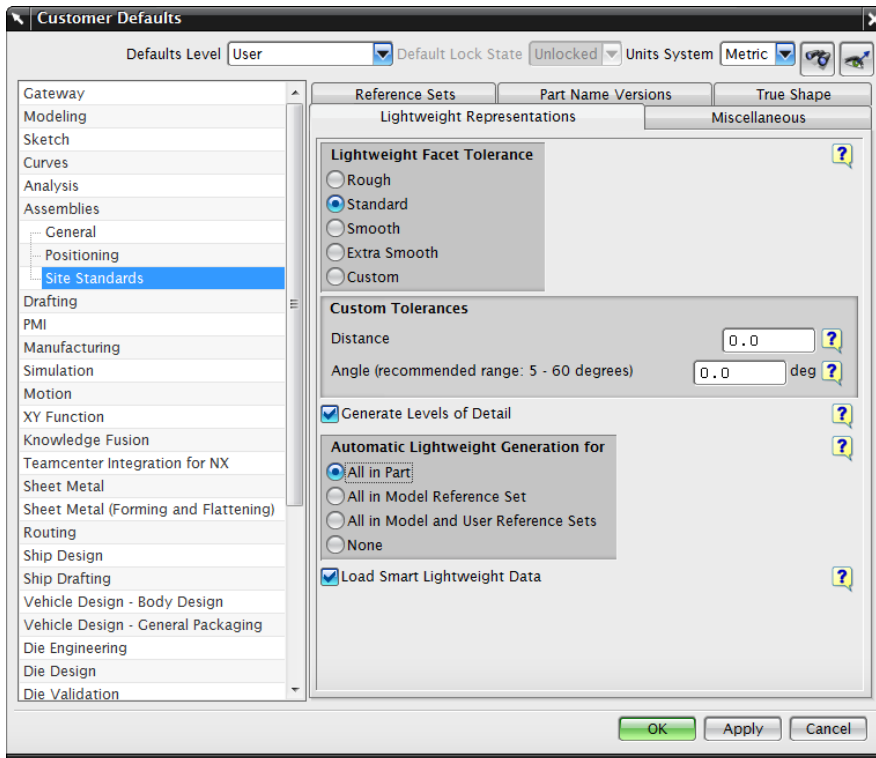 Customer Defaults
Defaults Level User Default Lock State Unlocked Units System Metric
Gateway
Modeling
Sketch
Curves
Analysis
Assemblies
General
Positioning
Site Standards
Drafting
PMI
Manufacturing
Simulation
Motion
XY Function
Knowledge Fusion
Teamcenter Integration for NX
Sheet Metal
Sheet Metal (Forming and Flattening)
Routing
Ship Design
Ship Drafting
Vehicle Design - Body Design
Vehicle Design - General Packaging
Die Engineering
Die Design
Die Validation
Reference Sets Part Name Versions True Shape
Lightweight Representations Miscellaneous
Lightweight Facet Tolerance ?
Rough
Standard
Smooth
Extra Smooth
Custom
Custom Tolerances
Distance 0.0 ?
Angle (recommended range: 5 - 60 degrees) 0.0 deg ?
Generate Levels of Detail ?
Automatic Lightweight Generation for ?
All in Part
All in Model Reference Set
All in Model and User Reference Sets
None
Load Smart Lightweight Data ?
OK Apply Cancel